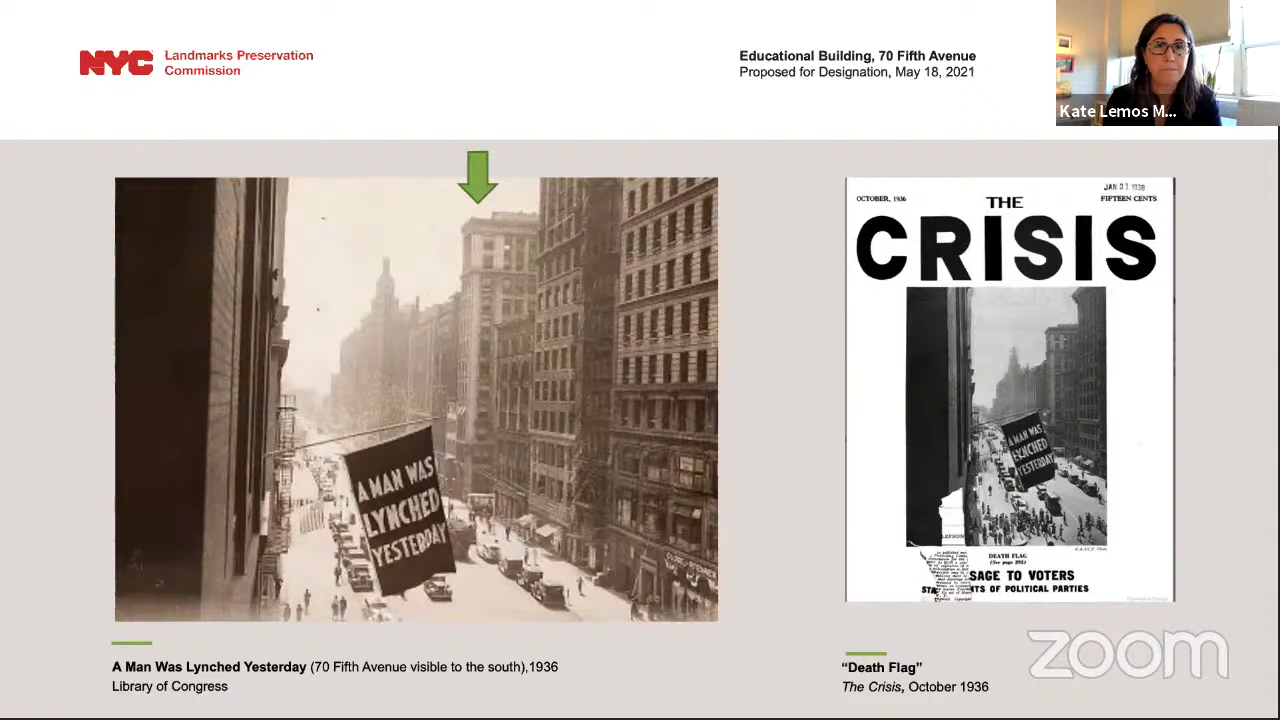 NYC
Landmarks Preservation
Commission
Educational Building, 70 Fifth Avenue
Proposed for Designation, May 18, 2021
Kate Lemos M...
A MAN WAS
LYNCHED
YESTERDAY
JAN 31 1938
OCTOBER, 1936
THE
FIFTEEN CENTS
CRISIS
A MAN WAS
LYNCHED
YESTERDAY
LEFRON
DEATH FLAG
(See page 293)
SAGE TO VOTERS
STA NTS OF POLITICAL PARTIES
A Man Was Lynched Yesterday (70 Fifth Avenue visible to the south),1936
Library of Congress
“Death Flag”
The Crisis, October 1936
zoom